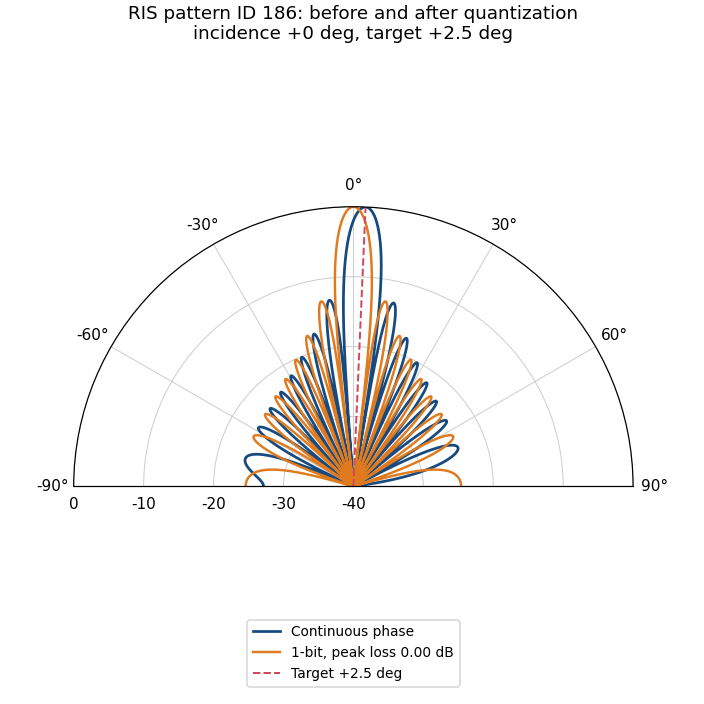 RIS pattern ID 186: before and after quantization
incidence +0 deg, target +2.5 deg
0°
-30°
30°
-60°
60°
-90°
90°
0
-10
-20
-30
-40
Continuous phase
1-bit, peak loss 0.00 dB
Target +2.5 deg